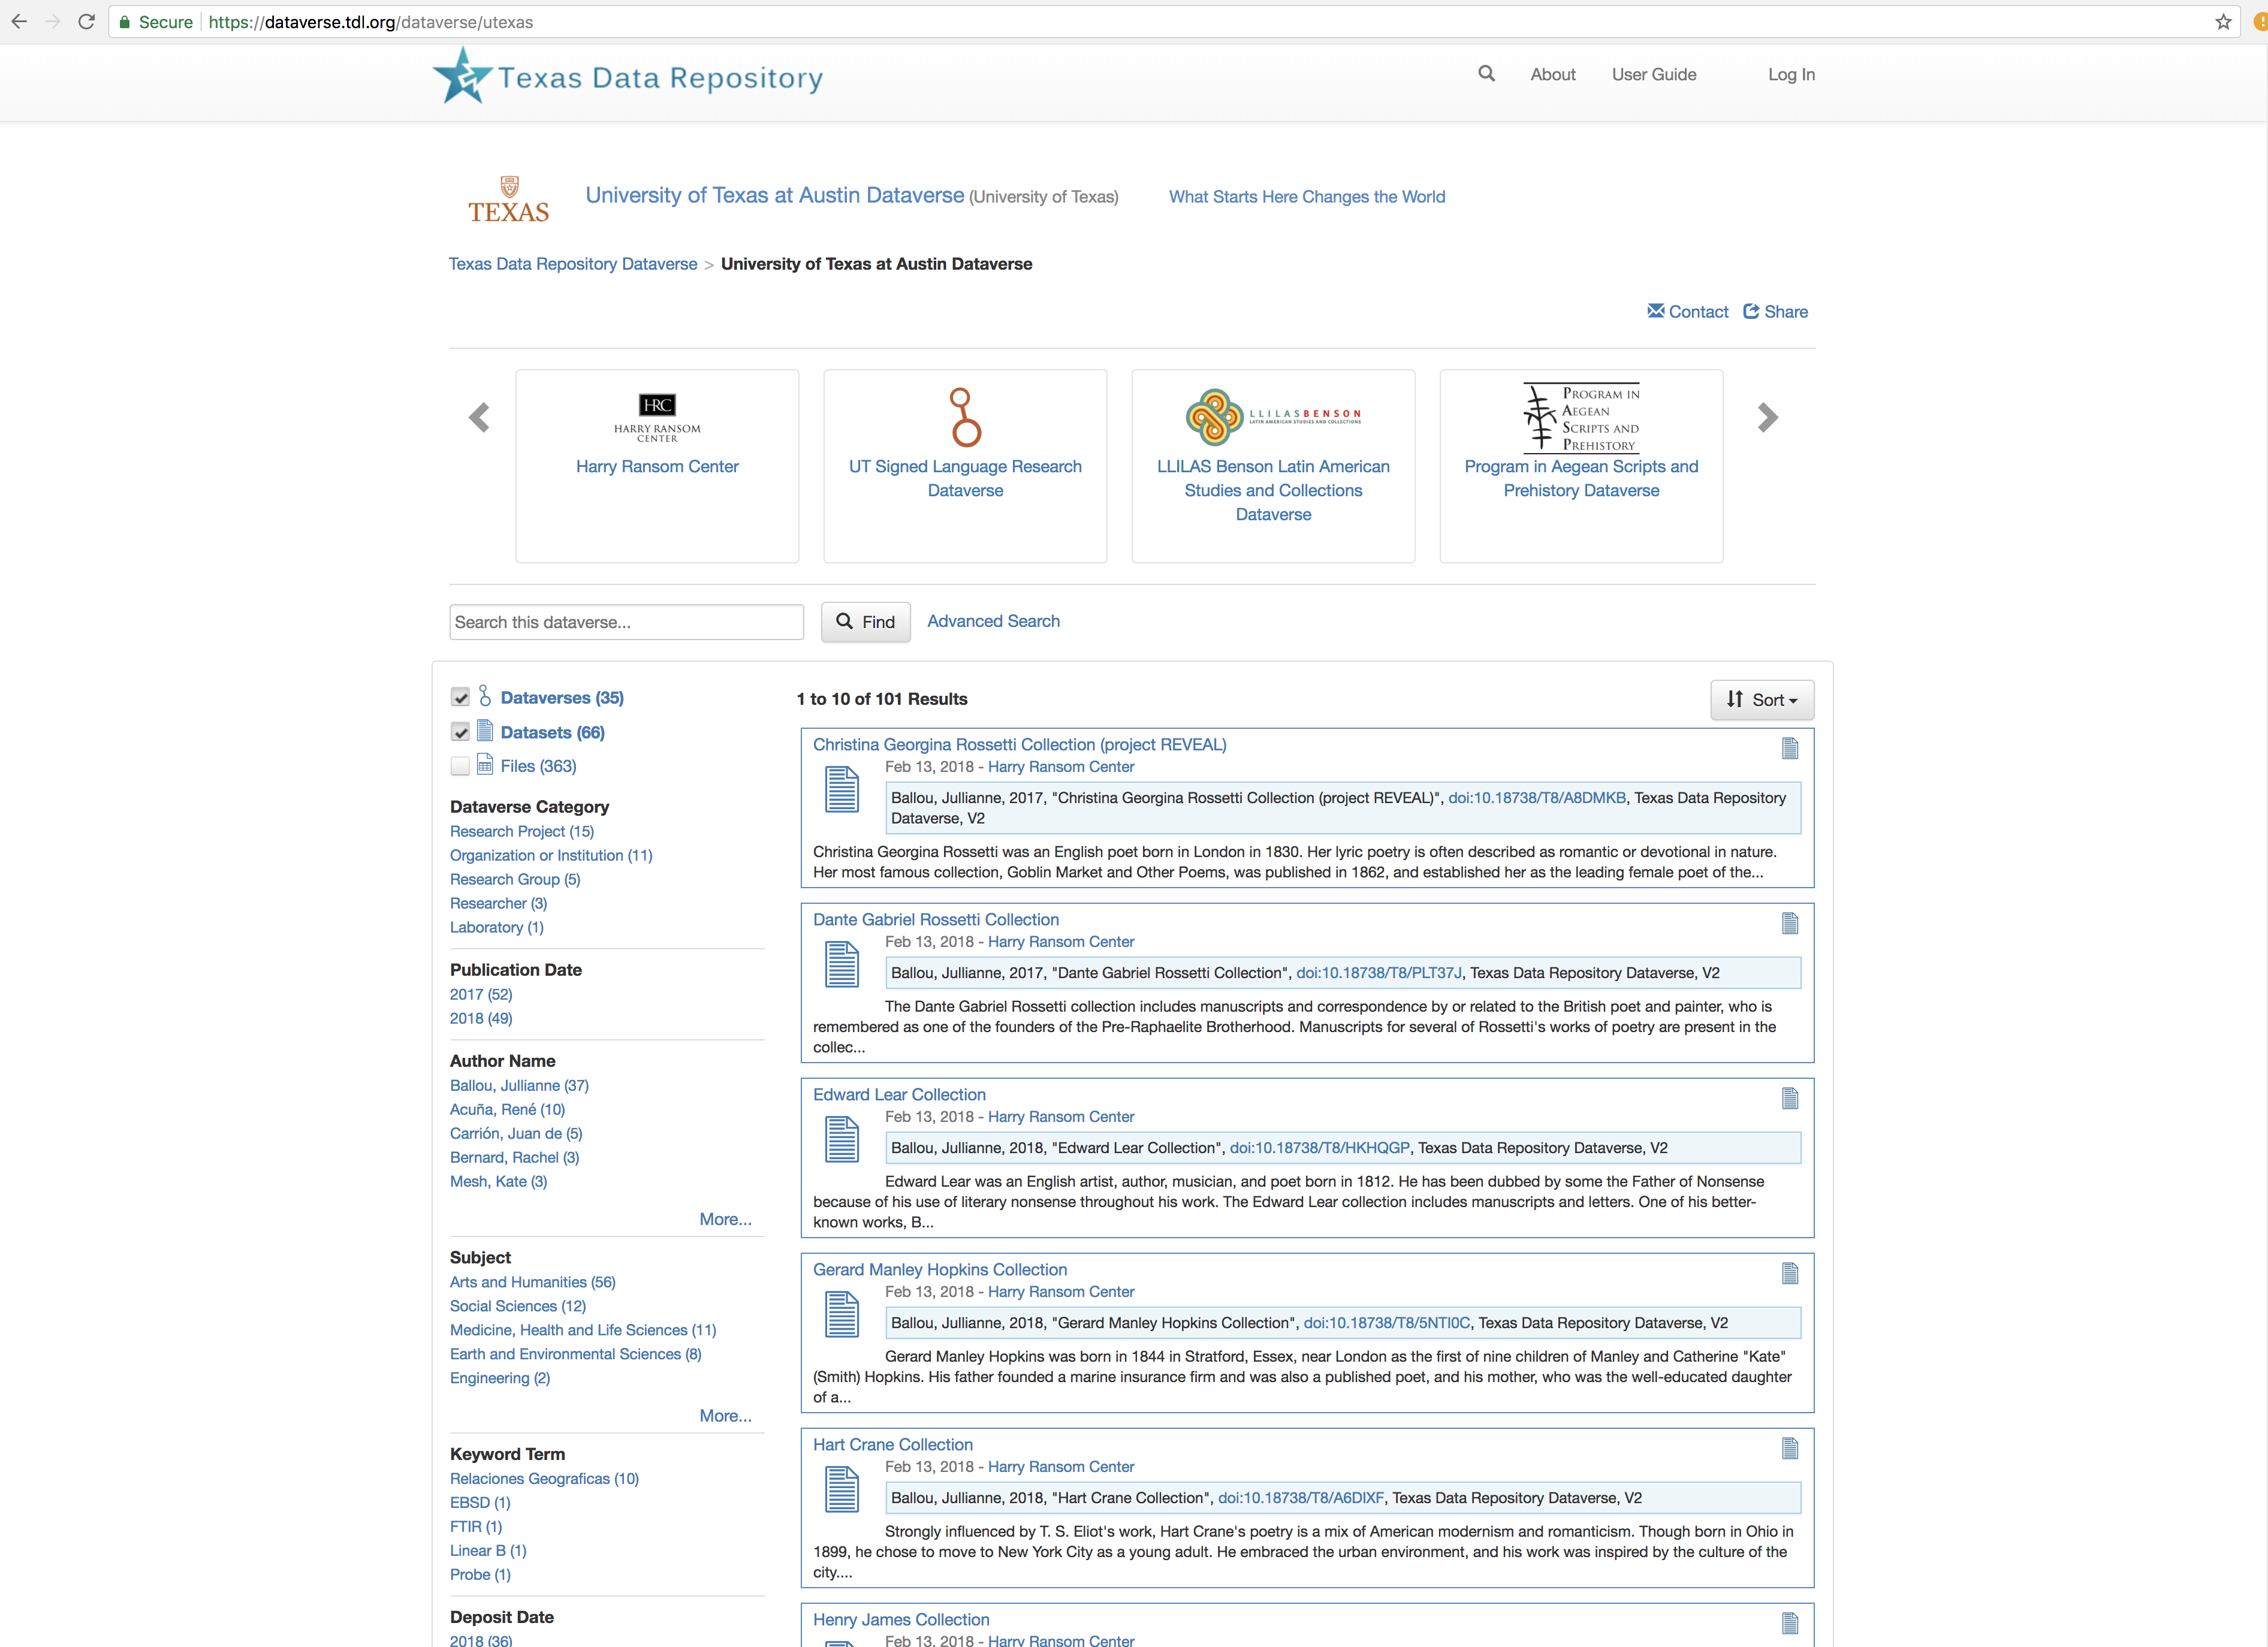 Secure https://dataverse.tdl.org/dataverse/utexas
Texas Data Repository
About
User Guide
Log In
TEXAS
University of Texas at Austin Dataverse (University of Texas)
What Starts Here Changes the World
Texas Data Repository Dataverse > University of Texas at Austin Dataverse
Contact
Share
HRC
HARRY RANSOM
CENTER
Harry Ransom Center
UT Signed Language Research
Dataverse
LLILAS BENSON
LATIN AMERICAN STUDIES AND COLLECTIONS
LLILAS Benson Latin American
Studies and Collections
Dataverse
PROGRAM IN
AEGEAN
SCRIPTS AND
PREHISTORY
Program in Aegean Scripts and
Prehistory Dataverse
Search this dataverse...
Find
Advanced Search
Dataverses (35)
Datasets (66)
Files (363)
Dataverse Category
Research Project (15)
Organization or Institution (11)
Research Group (5)
Researcher (3)
Laboratory (1)
Publication Date
2017 (52)
2018 (49)
Author Name
Ballou, Jullianne (37)
Acuña, René (10)
Carrión, Juan de (5)
Bernard, Rachel (3)
Mesh, Kate (3)
More...
Subject
Arts and Humanities (56)
Social Sciences (12)
Medicine, Health and Life Sciences (11)
Earth and Environmental Sciences (8)
Engineering (2)
More...
Keyword Term
Relaciones Geograficas (10)
EBSD (1)
FTIR (1)
Linear B (1)
Probe (1)
Deposit Date
2018 (36)
1 to 10 of 101 Results
Sort
Christina Georgina Rossetti Collection (project REVEAL)
Feb 13, 2018 - Harry Ransom Center
Ballou, Jullianne, 2017, "Christina Georgina Rossetti Collection (project REVEAL)", doi:10.18738/T8/A8DMKB, Texas Data Repository
Dataverse, V2
Christina Georgina Rossetti was an English poet born in London in 1830. Her lyric poetry is often described as romantic or devotional in nature.
Her most famous collection, Goblin Market and Other Poems, was published in 1862, and established her as the leading female poet of the...
Dante Gabriel Rossetti Collection
Feb 13, 2018 - Harry Ransom Center
Ballou, Jullianne, 2017, "Dante Gabriel Rossetti Collection", doi:10.18738/T8/PLT37J, Texas Data Repository Dataverse, V2
The Dante Gabriel Rossetti collection includes manuscripts and correspondence by or related to the British poet and painter, who is
remembered as one of the founders of the Pre-Raphaelite Brotherhood. Manuscripts for several of Rossetti's works of poetry are present in the
collec...
Edward Lear Collection
Feb 13, 2018 - Harry Ransom Center
Ballou, Jullianne, 2018, "Edward Lear Collection", doi:10.18738/T8/HKHQGP, Texas Data Repository Dataverse, V2
Edward Lear was an English artist, author, musician, and poet born in 1812. He has been dubbed by some the Father of Nonsense
because of his use of literary nonsense throughout his work. The Edward Lear collection includes manuscripts and letters. One of his better-
known works, B...
Gerard Manley Hopkins Collection
Feb 13, 2018 - Harry Ransom Center
Ballou, Jullianne, 2018, "Gerard Manley Hopkins Collection", doi:10.18738/T8/5NTI0C, Texas Data Repository Dataverse, V2
Gerard Manley Hopkins was born in 1844 in Stratford, Essex, near London as the first of nine children of Manley and Catherine "Kate"
(Smith) Hopkins. His father founded a marine insurance firm and was also a published poet, and his mother, who was the well-educated daughter
of a...
Hart Crane Collection
Feb 13, 2018 - Harry Ransom Center
Ballou, Jullianne, 2018, "Hart Crane Collection", doi:10.18738/T8/A6DIXF, Texas Data Repository Dataverse, V2
Strongly influenced by T. S. Eliot's work, Hart Crane's poetry is a mix of American modernism and romanticism. Though born in Ohio in
1899, he chose to move to New York City as a young adult. He embraced the urban environment, and his work was inspired by the culture of the
city....
Henry James Collection
Feb 13, 2018 - Harry Ransom Center